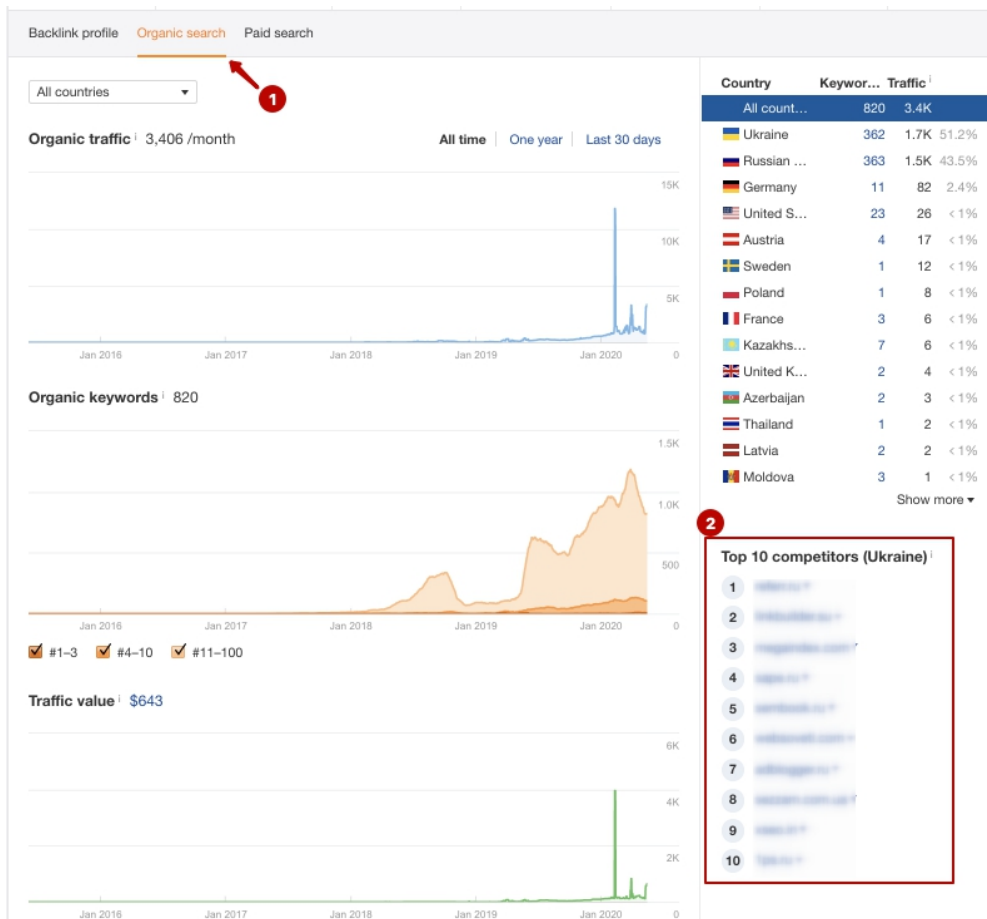 Backlink profile Organic search Paid search
1
All countries
Organic traffic i 3,406 /month All time One year Last 30 days
15K
10K
5K
0
Jan 2016 Jan 2017 Jan 2018 Jan 2019 Jan 2020
Organic keywords i 820
1.5K
1.0K
500
0
Jan 2016 Jan 2017 Jan 2018 Jan 2019 Jan 2020
#1–3 #4–10 #11–100
Traffic value i $643
6K
4K
2K
0
Jan 2016 Jan 2017 Jan 2018 Jan 2019 Jan 2020
Country Keywor... Traffic i
All count... 820 3.4K
Ukraine 362 1.7K 51.2%
Russian ... 363 1.5K 43.5%
Germany 11 82 2.4%
United S... 23 26 <1%
Austria 4 17 <1%
Sweden 1 12 <1%
Poland 1 8 <1%
France 3 6 <1%
Kazakhs... 7 6 <1%
United K... 2 4 <1%
Azerbaijan 2 3 <1%
Thailand 1 2 <1%
Latvia 2 2 <1%
Moldova 3 1 <1%
Show more
2
Top 10 competitors (Ukraine) i
1
2
3
4
5
6
7
8
9
10